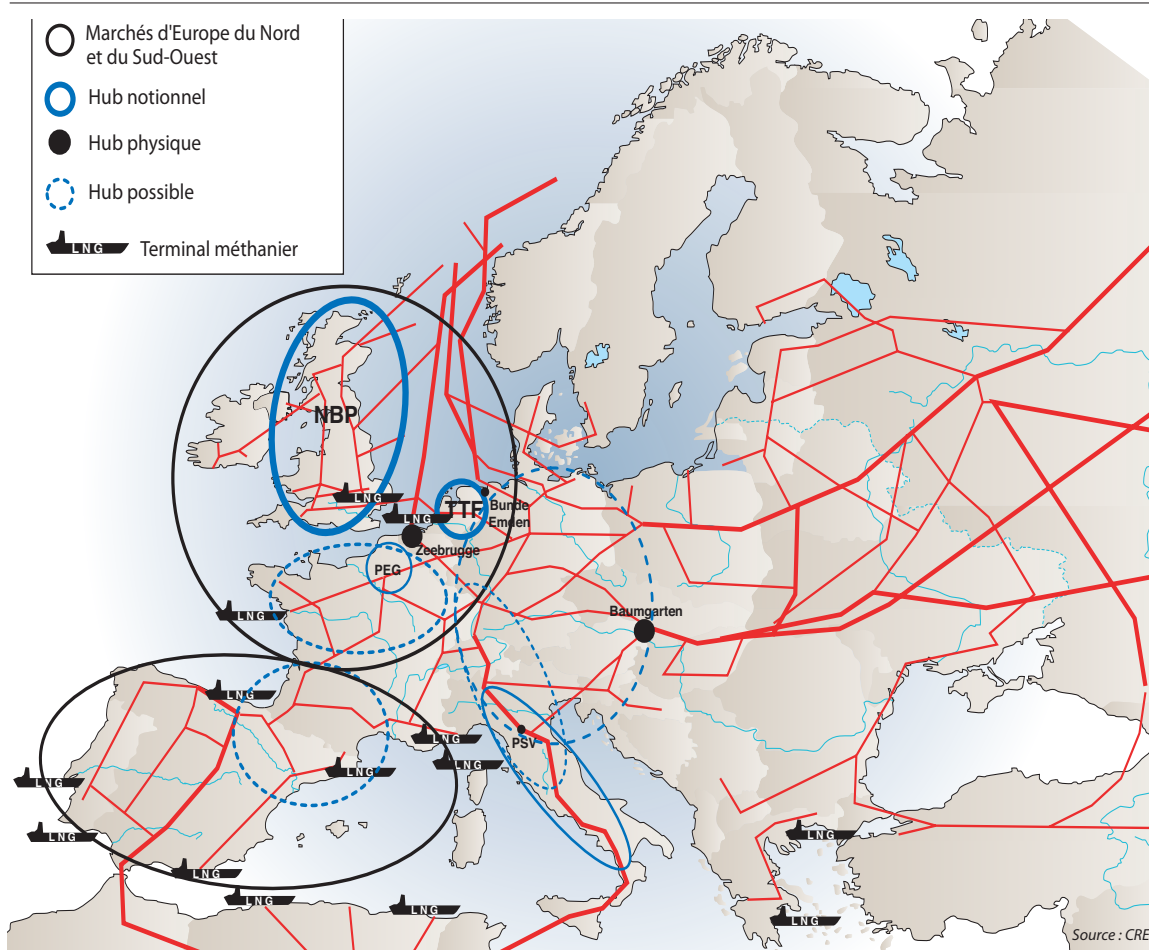 Marchés d'Europe du Nord
et du Sud-Ouest
Hub notionnel
Hub physique
Hub possible
LNG
Terminal méthanier
NBP
LNG
LNG
TTF
Bunde
Emden
Zeebrugge
PEG
LNG
Baumgarten
LNG
PSV
LNG
LNG
LNG
LNG
LNG
LNG
LNG
LNG
LNG
LNG
Source : CRE